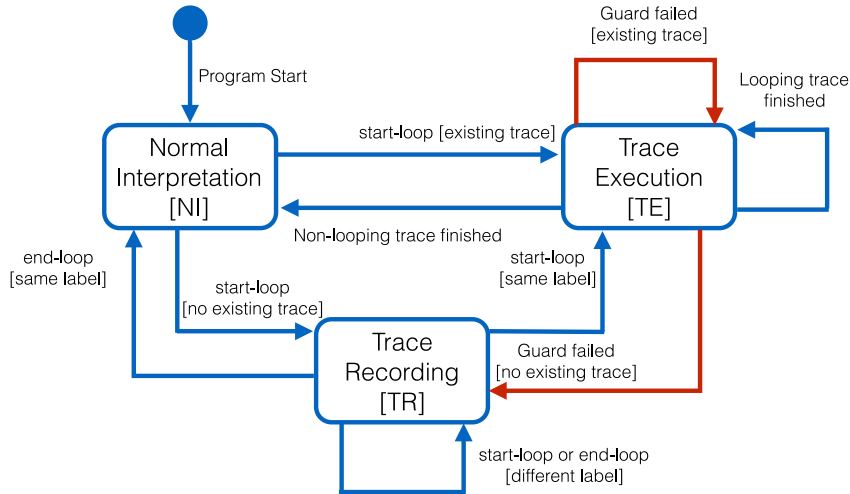 Guard failed
[existing trace]
Program Start
Looping trace
finished
start-loop [existing trace]
Normal
Interpretation
[NI]
Trace
Execution
[TE]
Non-looping trace finished
end-loop
[same label]
start-loop
[no existing trace]
start-loop
[same label]
Trace
Recording
[TR]
Guard failed
[no existing trace]
start-loop or end-loop
[different label]